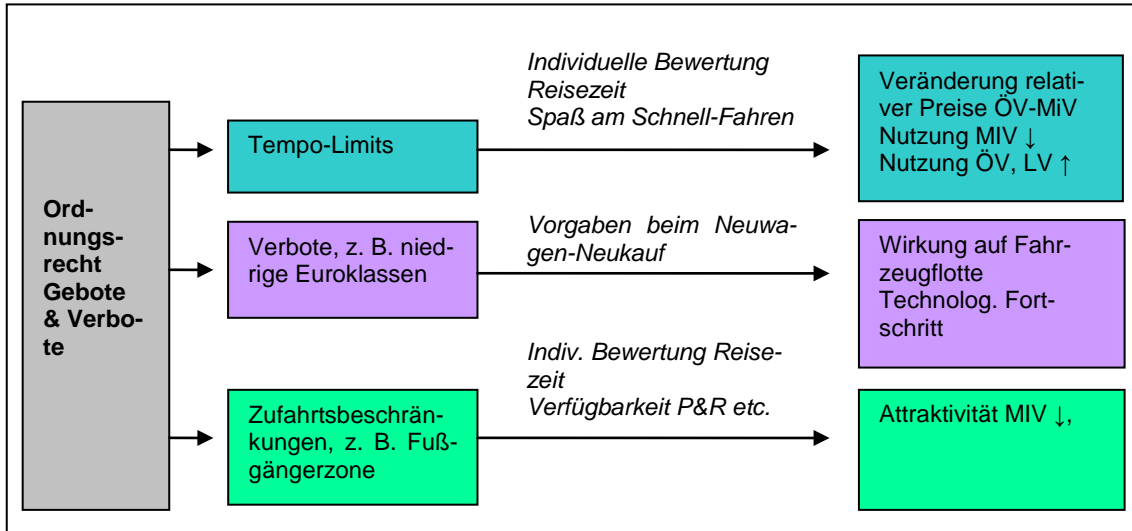 Ord-
nungs-
recht
Gebote
& Verbo-
te
Tempo-Limits
Individuelle Bewertung
Reisezeit
Spaß am Schnell-Fahren
Veränderung relati-
ver Preise ÖV-MiV
Nutzung MIV ↓
Nutzung ÖV, LV ↑
Verbote, z. B. nied-
rige Euroklassen
Vorgaben beim Neuwa-
gen-Neukauf
Wirkung auf Fahr-
zeugflotte
Technolog. Fort-
schritt
Zufahrtsbeschrän-
kungen, z. B. Fuß-
gängerzone
Indiv. Bewertung Reise-
zeit
Verfügbarkeit P&R etc.
Attraktivität MIV ↓,